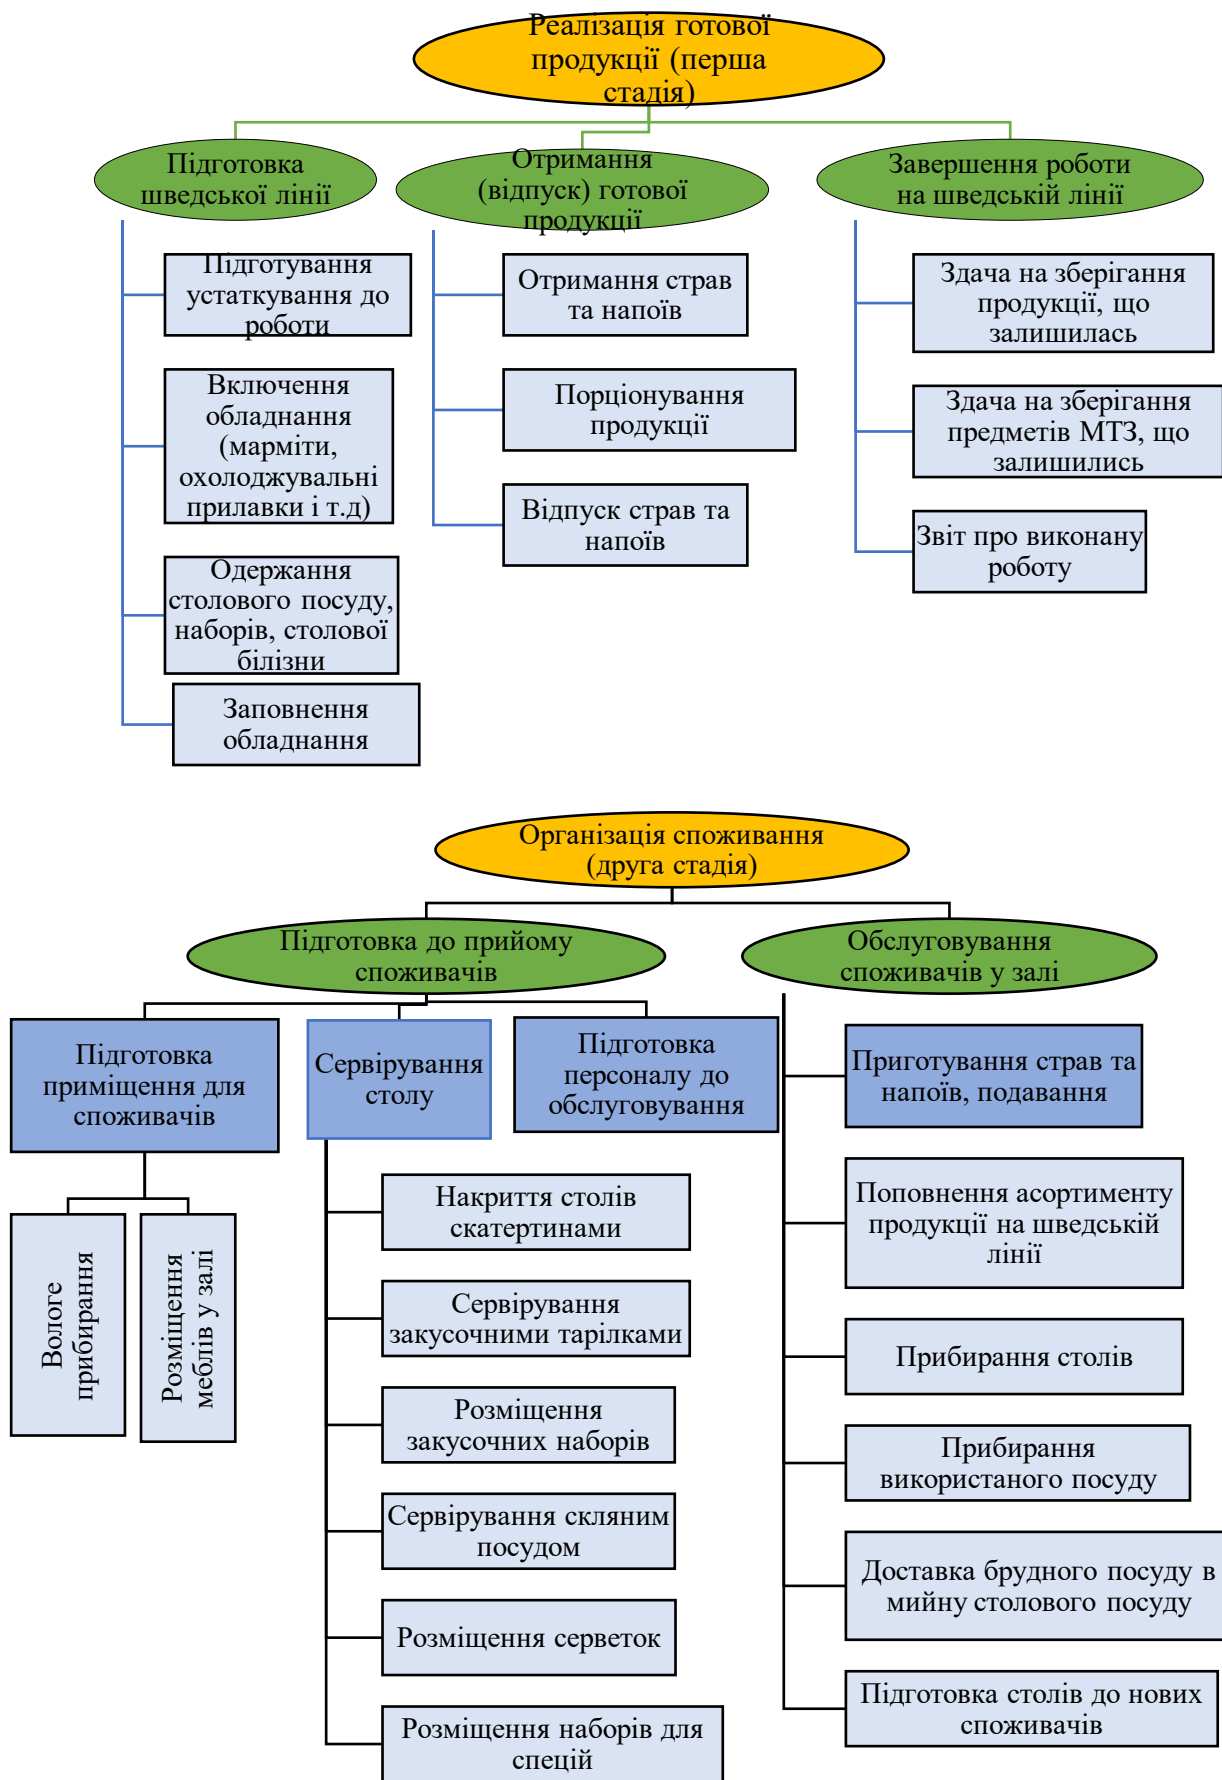 Реалізація готової
продукції (перша
стадія)
Підготовка
шведської лінії
Отримання
(відпуск) готової
продукції
Завершення роботи
на шведській лінії
Підготування
устаткування до
роботи
Включення
обладнання
(марміти,
охолоджувальні
прилавки і т.д)
Одержання
столового посуду,
наборів, столової
білізни
Заповнення
обладнання
Отримання страв
та напоїв
Порціонування
продукції
Відпуск страв та
напоїв
Здача на зберігання
продукції, що
залишилась
Здача на зберігання
предметів МТЗ, що
залишились
Звіт про виконану
роботу
Організація споживання
(друга стадія)
Підготовка до прийому
споживачів
Обслуговування
споживачів у залі
Підготовка
приміщення для
споживачів
Сервірування
столу
Підготовка
персоналу до
обслуговування
Вологе
прибирання
Розміщення
меблів у залі
Накриття столів
скатертинами
Сервірування
закусочними тарілками
Розміщення
закусочних наборів
Сервірування скляним
посудом
Розміщення серветок
Розміщення наборів для
спецій
Приготування страв та
напоїв, подавання
Поповнення асортименту
продукції на шведській
лінії
Прибирання столів
Прибирання
використаного посуду
Доставка брудного посуду в
мийну столового посуду
Підготовка столів до нових
споживачів